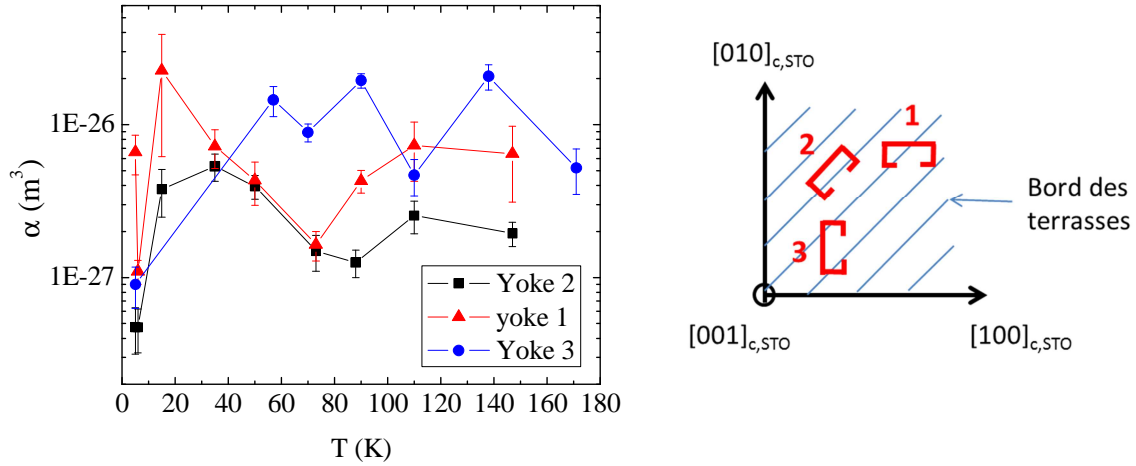 1E-26
1E-27
α (m³)
0 20 40 60 80 100 120 140 160 180
T (K)
Yoke 2
yoke 1
Yoke 3
[010]c,STO
1
2
3
Bord des
terrasses
[001]c,STO
[100]c,STO